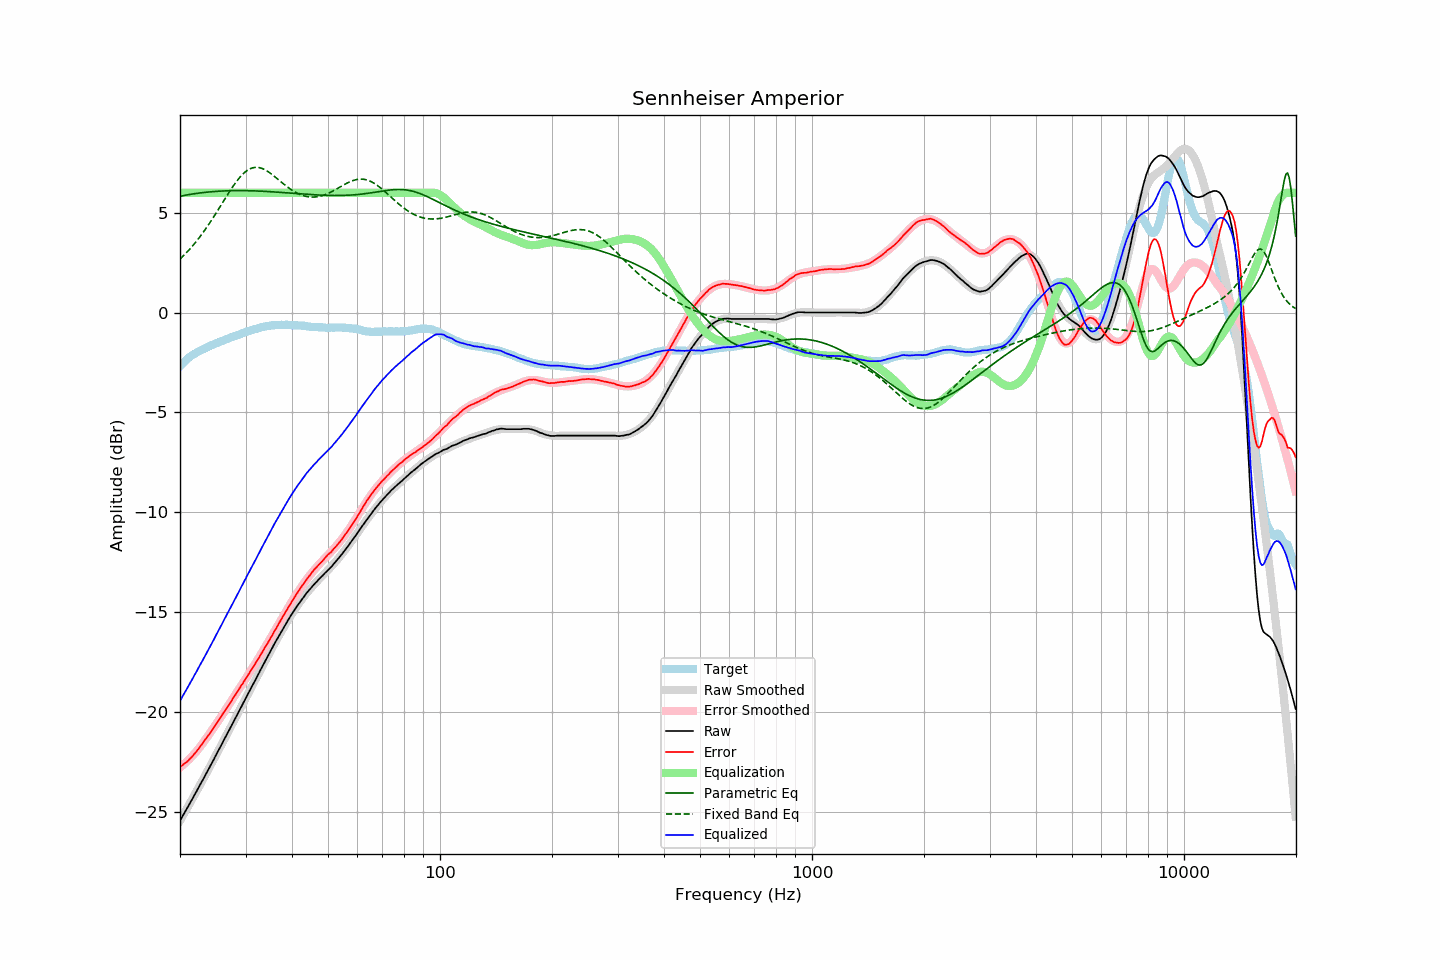 Sennheiser Amperior
Amplitude (dBr)
5
0
−5
−10
−15
−20
−25
Target
Raw Smoothed
Error Smoothed
Raw
Error
Equalization
Parametric Eq
Fixed Band Eq
Equalized
100
1000
10000
Frequency (Hz)